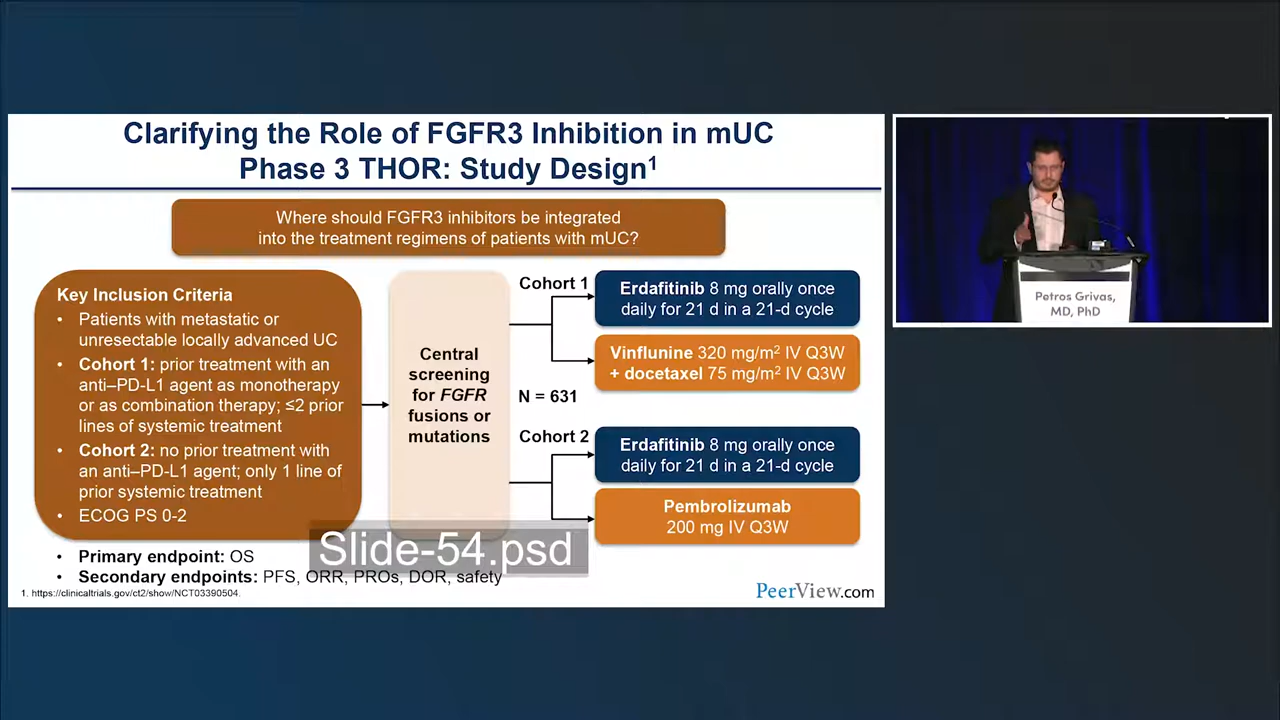 Clarifying the Role of FGFR3 Inhibition in mUC
Phase 3 THOR: Study Design1
Where should FGFR3 inhibitors be integrated
into the treatment regimens of patients with mUC?
Key Inclusion Criteria
• Patients with metastatic or
unresectable locally advanced UC
• Cohort 1: prior treatment with an
anti–PD-L1 agent as monotherapy
or as combination therapy; ≤2 prior
lines of systemic treatment
• Cohort 2: no prior treatment with
an anti–PD-L1 agent; only 1 line of
prior systemic treatment
• ECOG PS 0-2
Central
screening
for FGFR
fusions or
mutations
Cohort 1
Erdafitinib 8 mg orally once
daily for 21 d in a 21-d cycle
Vinflunine 320 mg/m2 IV Q3W
+ docetaxel 75 mg/m2 IV Q3W
N = 631
Cohort 2
Erdafitinib 8 mg orally once
daily for 21 d in a 21-d cycle
Pembrolizumab
200 mg IV Q3W
Slide-54.psd
• Primary endpoint: OS
• Secondary endpoints: PFS, ORR, PROs, DOR, safety
1. https://clinicaltrials.gov/ct2/show/NCT03390504.
PeerView.com
Petros Grivas,
MD, PhD